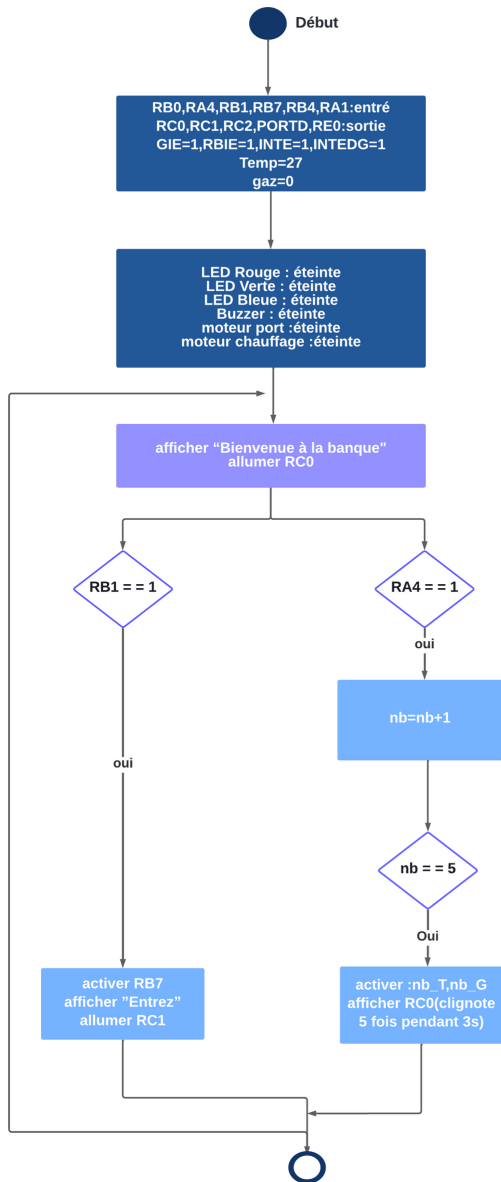 Début
RB0,RA4,RB1,RB7,RB4,RA1:entré
RC0,RC1,RC2,PORTD,RE0:sortie
GIE=1,RBIE=1,INTE=1,INTEDG=1
Temp=27
gaz=0
LED Rouge : éteinte
LED Verte : éteinte
LED Bleue : éteinte
Buzzer : éteinte
moteur port :éteinte
moteur chauffage :éteinte
afficher “Bienvenue à la banque"
allumer RC0
RB1 = = 1
RA4 = = 1
oui
nb=nb+1
oui
nb = = 5
Oui
activer RB7
afficher ”Entrez”
allumer RC1
activer :nb_T,nb_G
afficher RC0(clignote
5 fois pendant 3s)